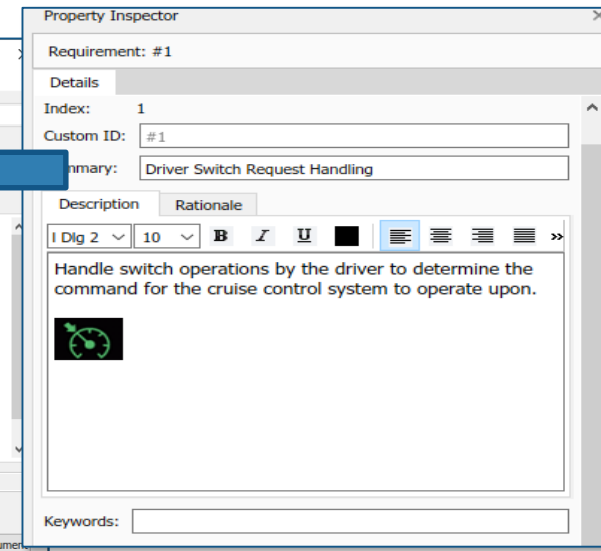 Property Inspector
Requirement: #1
Details
Index: 1
Custom ID: #1
mmary: Driver Switch Request Handling
Description Rationale
l Dlg 2 10 B I U »
Handle switch operations by the driver to determine the
command for the cruise control system to operate upon.
Keywords: